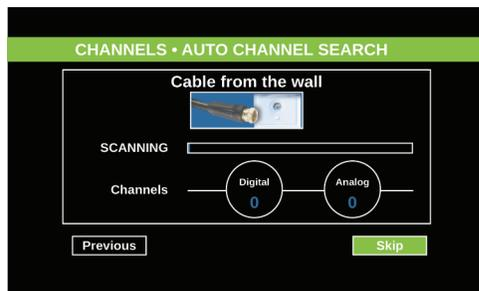 CHANNELS • AUTO CHANNEL SEARCH
Cable from the wall
SCANNING
Channels
Digital
0
Analog
0
Previous
Skip